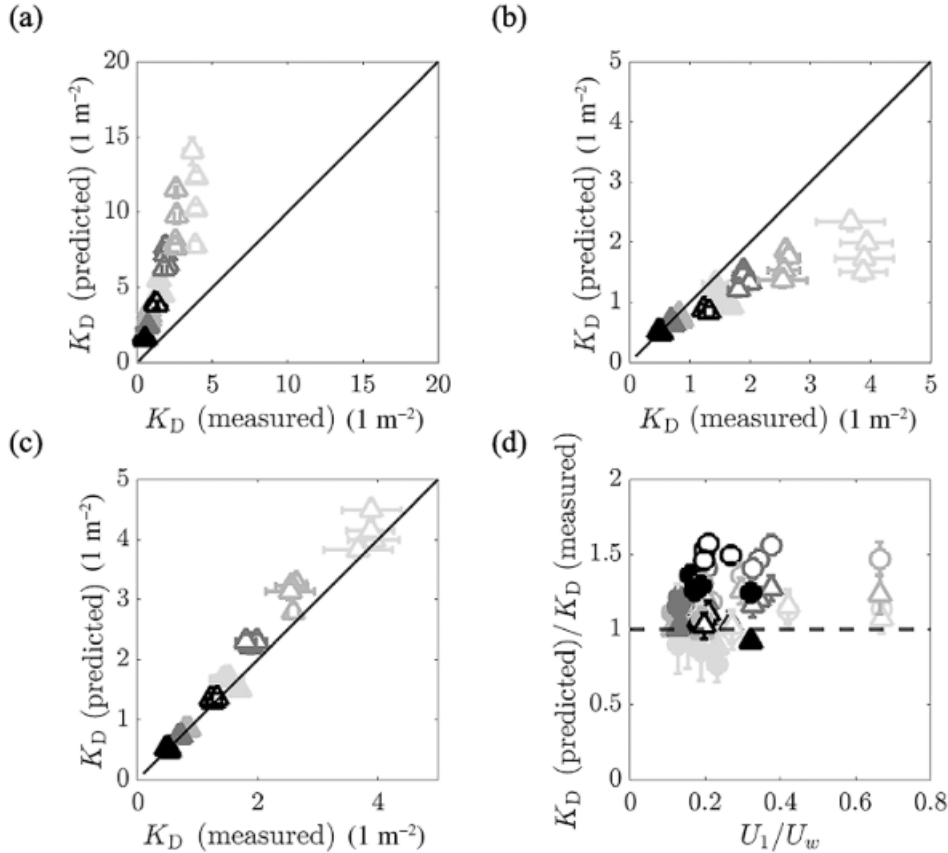 (a)
20
15
10
5
0
0 5 10 15 20
K_D (predicted) (1 m⁻²)
K_D (measured) (1 m⁻²)
(b)
5
4
3
2
1
0
0 1 2 3 4 5
K_D (predicted) (1 m⁻²)
K_D (measured) (1 m⁻²)
(c)
5
4
3
2
1
0
0 2 4
K_D (predicted) (1 m⁻²)
K_D (measured) (1 m⁻²)
(d)
2
1.5
1
0.5
0
0 0.2 0.4 0.6 0.8
K_D (predicted)/K_D (measured)
U₁/U_w